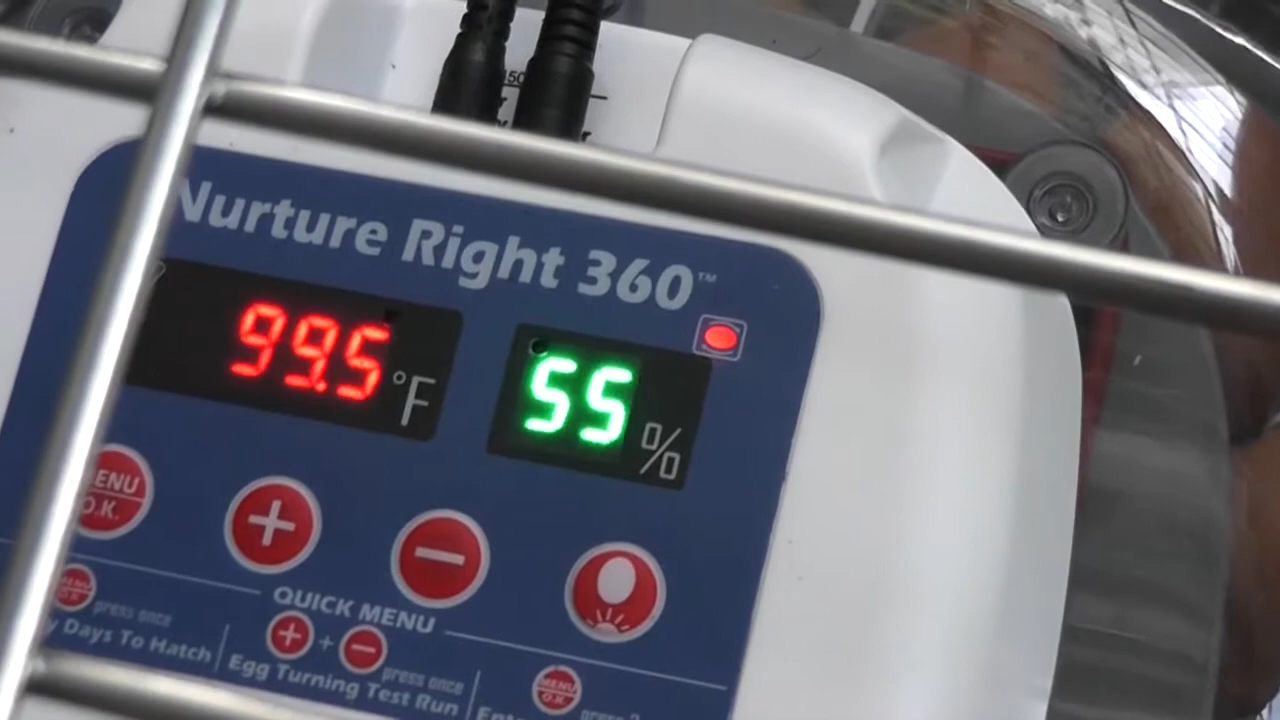 Nurture Right 360™
99.5 °F
55 %
MENU
O.K.
QUICK MENU
press once
Days To Hatch
+
press once
Egg Turning Test Run
MENU
O.K.